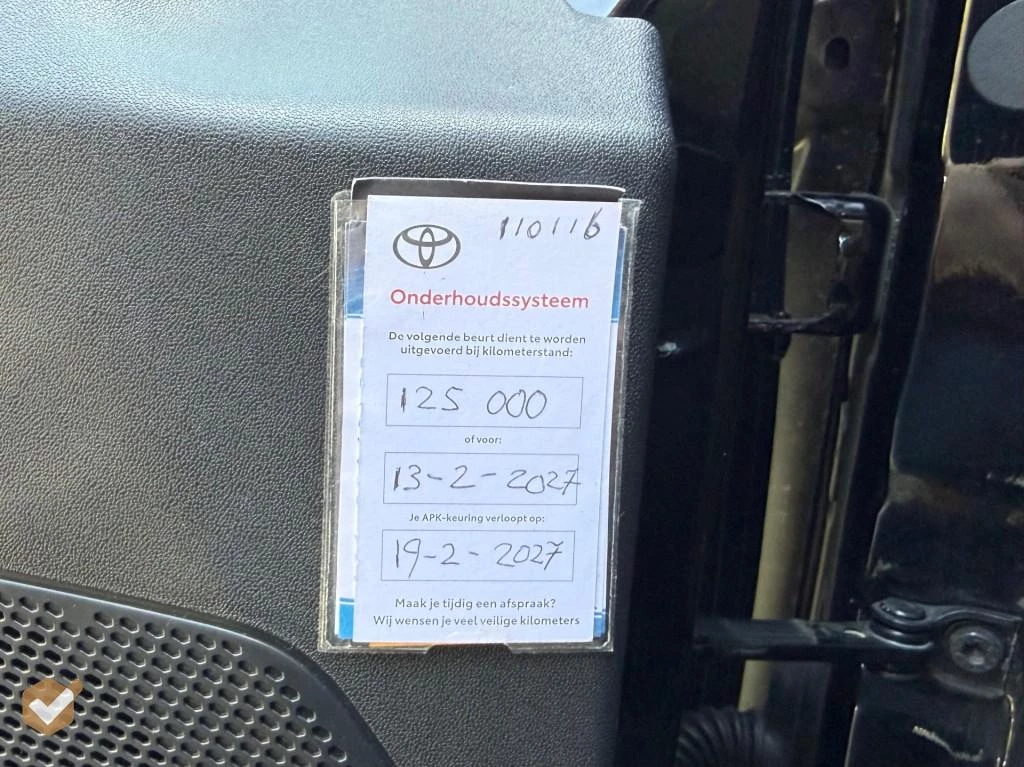 110116
Onderhoudssysteem
De volgende beurt dient te worden
uitgevoerd bij kilometerstand:
125 000
of voor:
13-2-2027
Je APK-keuring verloopt op:
19-2-2027
Maak je tijdig een afspraak?
Wij wensen je veel veilige kilometers